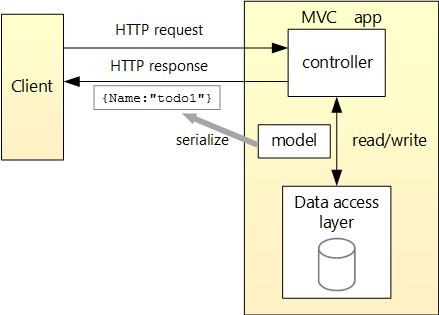 MVC app
HTTP request
controller
HTTP response
Client
{Name:"todo1"}
serialize
model
read/write
Data access
layer